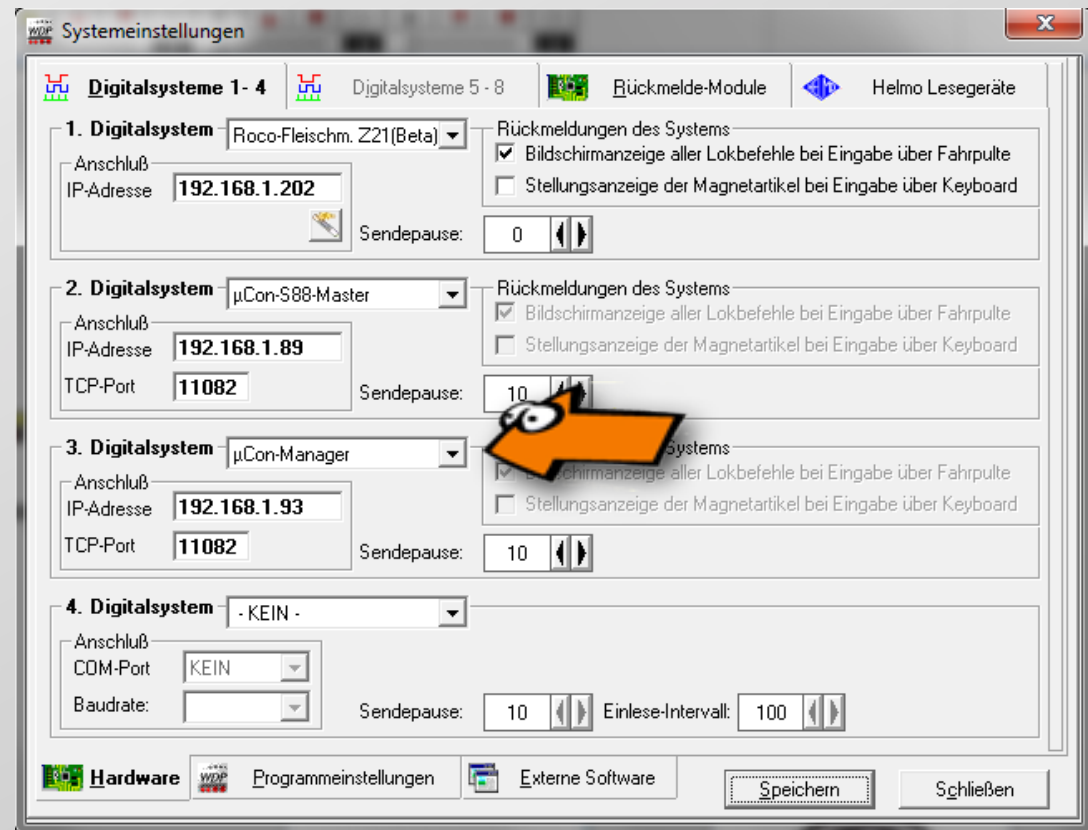 WDP Systemeinstellungen
Digitalsysteme 1- 4 Digitalsysteme 5 - 8 Rückmelde-Module Helmo Lesegeräte
1. Digitalsystem Roco-Fleischm. Z21(Beta)
Rückmeldungen des Systems
Anschluß
Bildschirmanzeige aller Lokbefehle bei Eingabe über Fahrpulte
IP-Adresse 192.168.1.202
Stellungsanzeige der Magnetartikel bei Eingabe über Keyboard
Sendepause: 0
2. Digitalsystem µCon-S88-Master
Rückmeldungen des Systems
Anschluß
Bildschirmanzeige aller Lokbefehle bei Eingabe über Fahrpulte
IP-Adresse 192.168.1.89
Stellungsanzeige der Magnetartikel bei Eingabe über Keyboard
TCP-Port 11082
Sendepause: 10
3. Digitalsystem µCon-Manager
Systems
Anschluß
aller Lokbefehle bei Eingabe über Fahrpulte
IP-Adresse 192.168.1.93
Stellungsanzeige der Magnetartikel bei Eingabe über Keyboard
TCP-Port 11082
Sendepause: 10
4. Digitalsystem - KEIN -
Anschluß
COM-Port KEIN
Baudrate:
Sendepause: 10 Einlese-Intervall: 100
Hardware WDP Programmeinstellungen Externe Software
Speichern Schließen